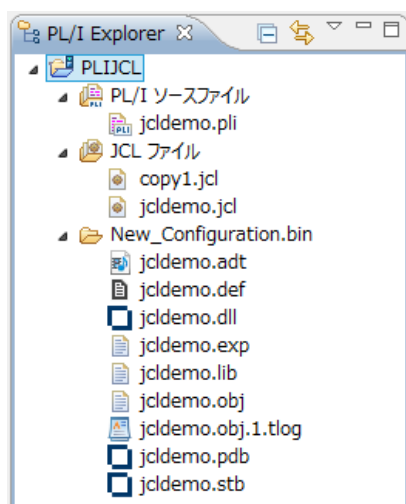 PL/I Explorer
PLIJCL
PL/I ソースファイル
jcldemo.pli
JCL ファイル
copy1.jcl
jcldemo.jcl
New_Configuration.bin
jcldemo.adt
jcldemo.def
jcldemo.dll
jcldemo.exp
jcldemo.lib
jcldemo.obj
jcldemo.obj.1.tlog
jcldemo.pdb
jcldemo.stb